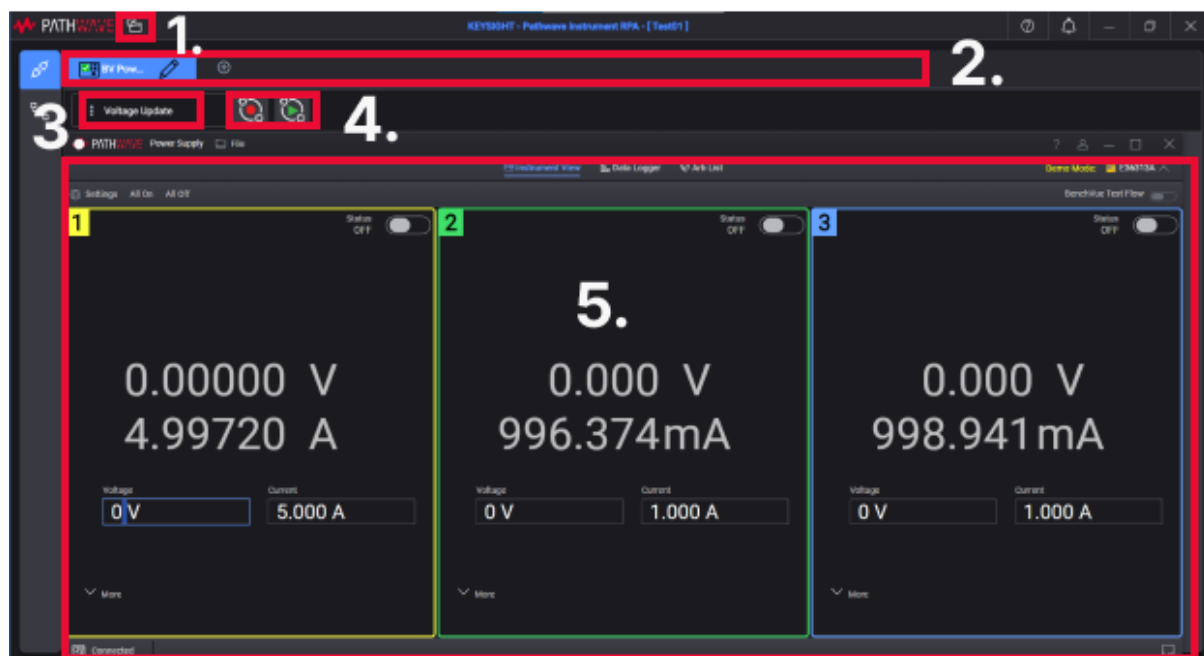 PATHWAVE 1. KEYSIGHT - Pathwave Instrument RPA - [Test01]
BV Pow... 2.
3. Voltage Update 4.
PATHWAVE Power Supply File
Instrument View Data Logger Arb List Demo Mode: E36313A
Settings All On All Off BenchVue Test Flow
1 Status OFF 2 Status OFF 3 Status OFF
5.
0.00000 V 0.000 V 0.000 V
4.99720 A 996.374mA 998.941mA
Voltage Current Voltage Current Voltage Current
0 V 5.000 A 0 V 1.000 A 0 V 1.000 A
More More More
Connected